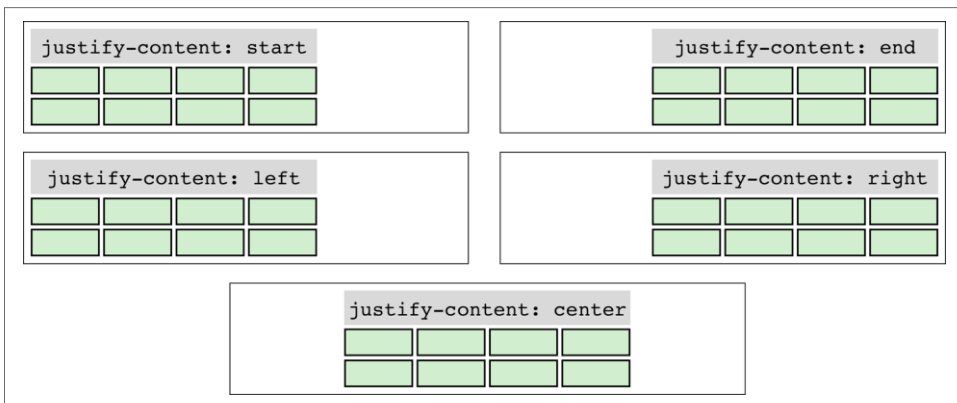 justify-content: start
justify-content: end
justify-content: left
justify-content: right
justify-content: center